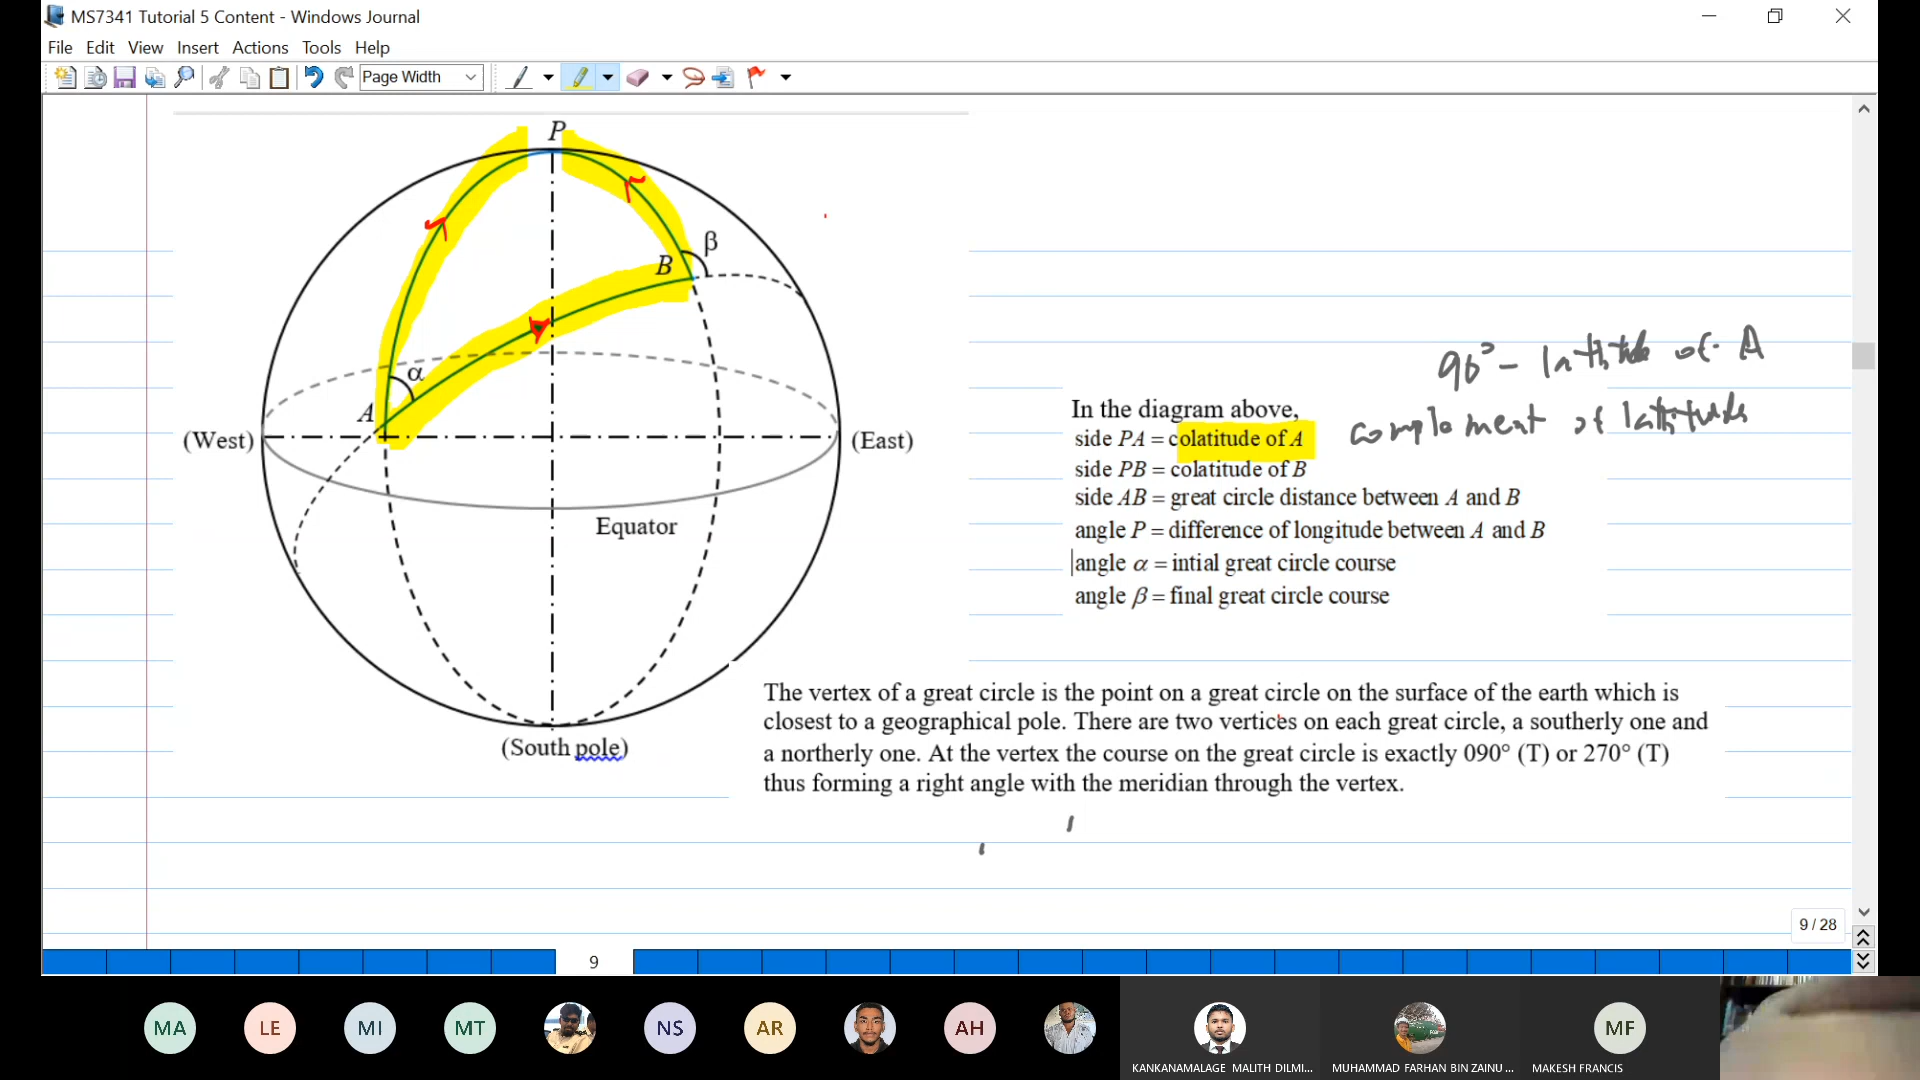 MS7341 Tutorial 5 Content - Windows Journal
File Edit View Insert Actions Tools Help
Page Width
P
β
B
α
A
(West)
(East)
Equator
(South pole)
90° - latitude of A
In the diagram above,
complement of latitude
side PA = colatitude of A
side PB = colatitude of B
side AB = great circle distance between A and B
angle P = difference of longitude between A and B
angle α = intial great circle course
angle β = final great circle course
The vertex of a great circle is the point on a great circle on the surface of the earth which is
closest to a geographical pole. There are two vertices on each great circle, a southerly one and
a northerly one. At the vertex the course on the great circle is exactly 090° (T) or 270° (T)
thus forming a right angle with the meridian through the vertex.
9 / 28
9
MA LE MI MT NS AR AH MF
KANKANAMALAGE MALITH DILMI... MUHAMMAD FARHAN BIN ZAINU ... MAKESH FRANCIS